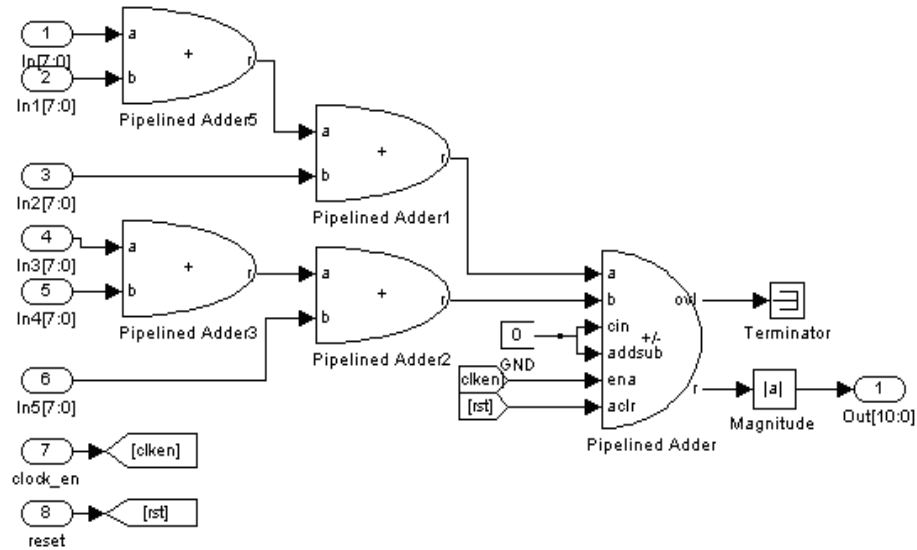 1
a
In[7:0]
+
r
2
b
In1[7:0]
Pipelined Adder5
a
+
r
3
b
In2[7:0]
Pipelined Adder1
4
a
In3[7:0]
+
r
5
b
In4[7:0]
Pipelined Adder3
a
+
r
b
Pipelined Adder2
6
In5[7:0]
a
b
ovl
cin
+/-
addsub
ena
aclr
r
Pipelined Adder
0
GND
clken]
[rst]
Terminator
|a|
Magnitude
1
Out[10:0]
7
[clken]
clock_en
8
[rst]
reset